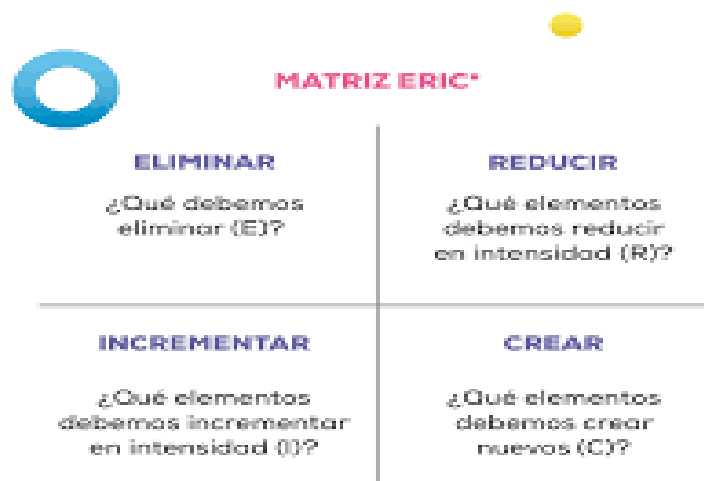 MATRIZ ERIC*
ELIMINAR
¿Qué debemos
eliminar (E)?
REDUCIR
¿Qué elementos
debemos reducir
en intensidad (R)?
INCREMENTAR
¿Qué elementos
debemos incrementar
en intensidad (I)?
CREAR
¿Qué elementos
debemos crear
nuevos (C)?